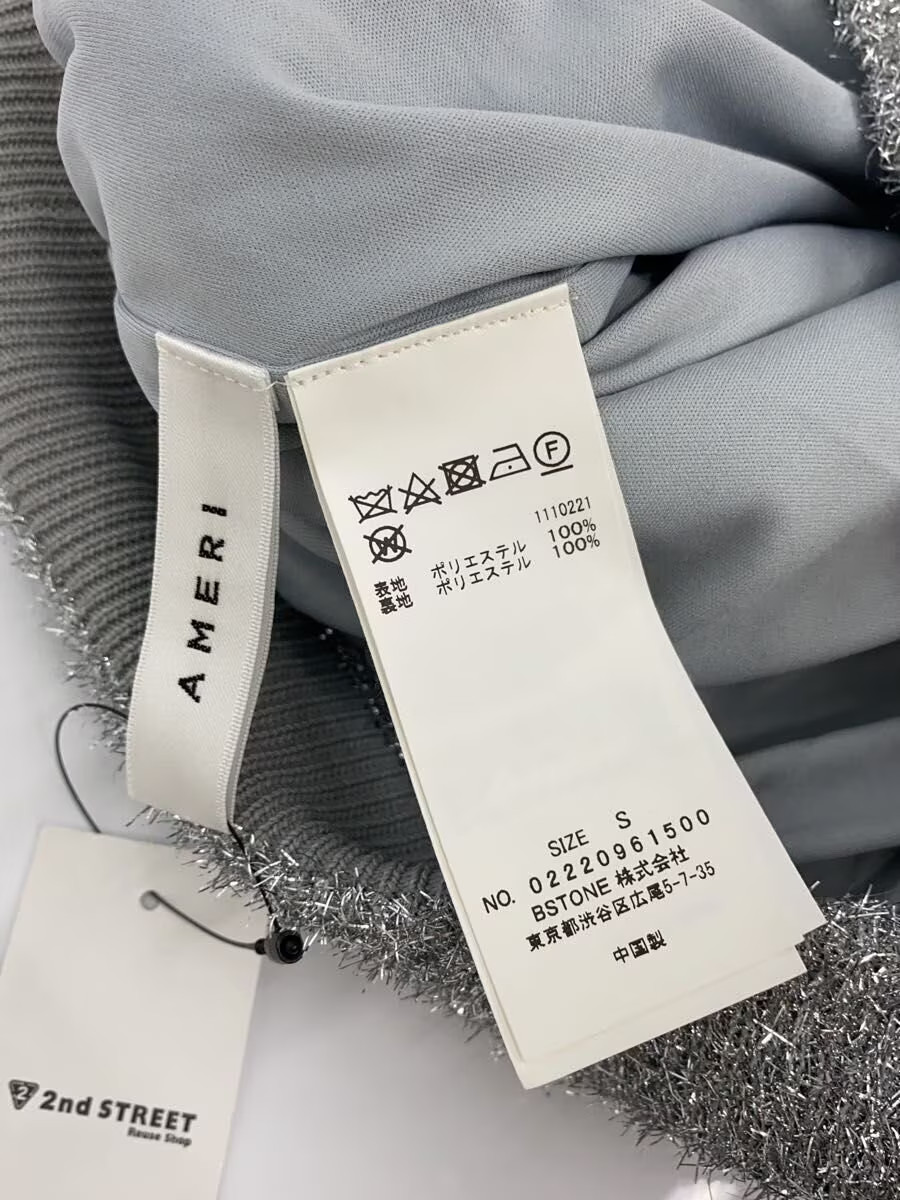 AMERI
F
W
1110221
表地 ポリエステル 100%
裏地 ポリエステル 100%
SIZE S
NO. 02220961500
BSTONE 株式会社
東京都渋谷区広尾5-7-35
中国製
2nd STREET
Reuse Shop